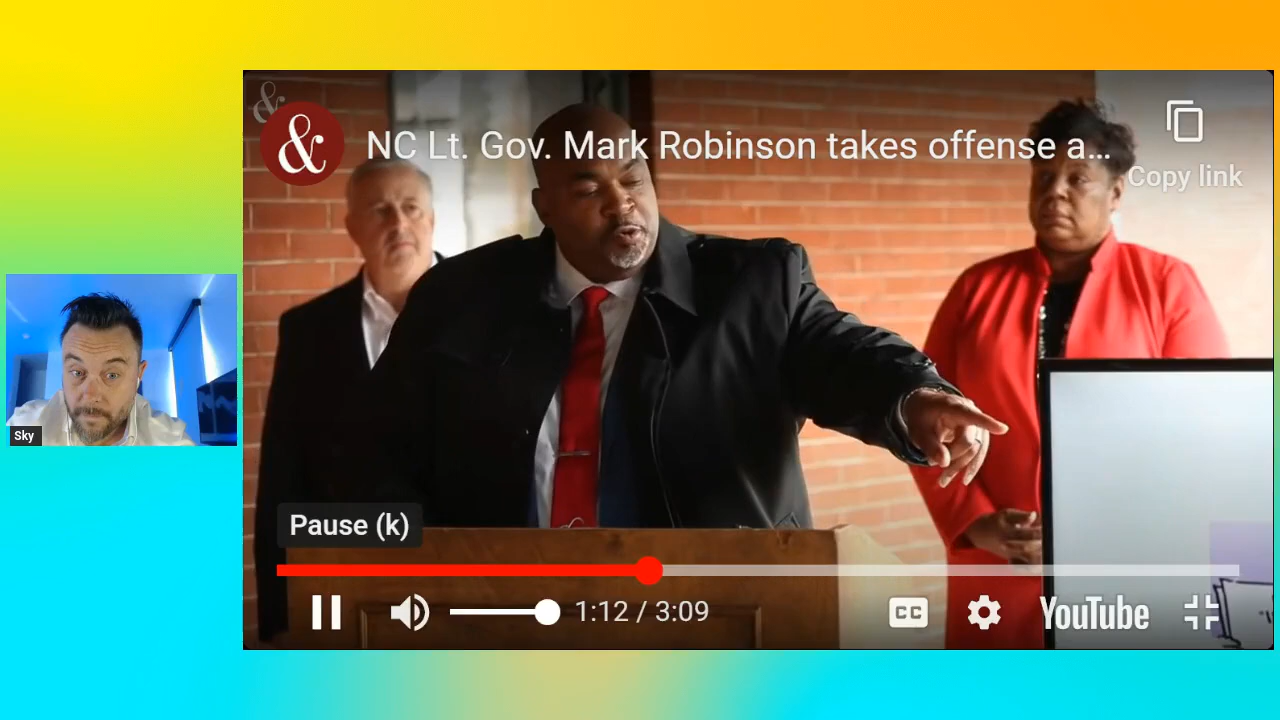 &
&
NC Lt. Gov. Mark Robinson takes offense a...
Copy link
Sky
Pause (k)
1:12 / 3:09
CC
YouTube